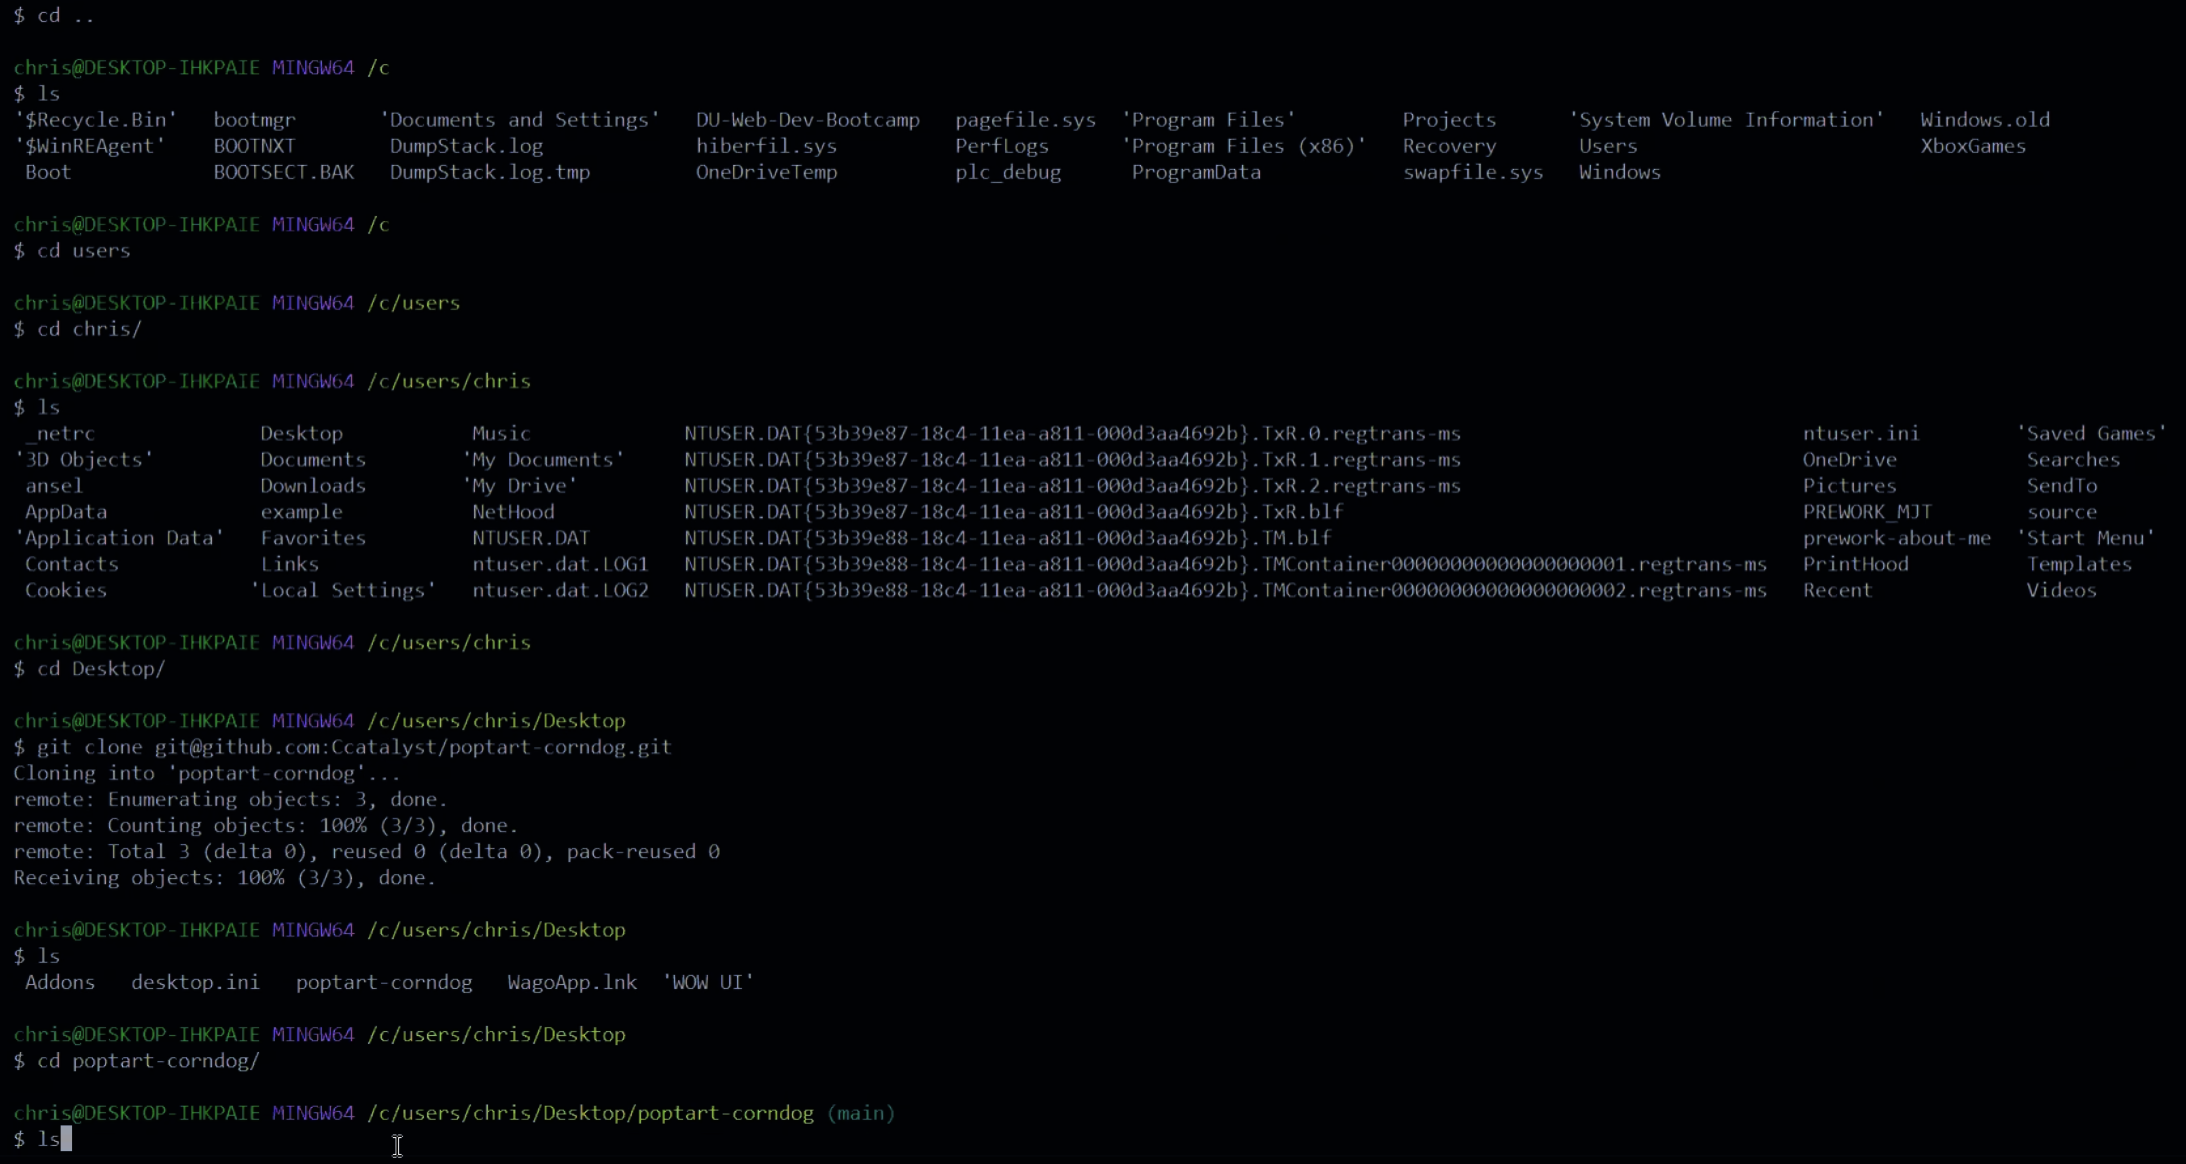 $ cd ..
chris@DESKTOP-IHKPAIE MINGW64 /c
$ ls
'$Recycle.Bin' bootmgr 'Documents and Settings' DU-Web-Dev-Bootcamp pagefile.sys 'Program Files' Projects 'System Volume Information' Windows.old
'$WinREAgent' BOOTNXT DumpStack.log hiberfil.sys PerfLogs 'Program Files (x86)' Recovery Users XboxGames
Boot BOOTSECT.BAK DumpStack.log.tmp OneDriveTemp plc_debug ProgramData swapfile.sys Windows
chris@DESKTOP-IHKPAIE MINGW64 /c
$ cd users
chris@DESKTOP-IHKPAIE MINGW64 /c/users
$ cd chris/
chris@DESKTOP-IHKPAIE MINGW64 /c/users/chris
$ ls
_netrc Desktop Music NTUSER.DAT{53b39e87-18c4-11ea-a811-000d3aa4692b}.TxR.0.regtrans-ms ntuser.ini 'Saved Games'
'3D Objects' Documents 'My Documents' NTUSER.DAT{53b39e87-18c4-11ea-a811-000d3aa4692b}.TxR.1.regtrans-ms OneDrive Searches
ansel Downloads 'My Drive' NTUSER.DAT{53b39e87-18c4-11ea-a811-000d3aa4692b}.TxR.2.regtrans-ms Pictures SendTo
AppData example NetHood NTUSER.DAT{53b39e87-18c4-11ea-a811-000d3aa4692b}.TxR.blf PREWORK_MJT source
'Application Data' Favorites NTUSER.DAT NTUSER.DAT{53b39e88-18c4-11ea-a811-000d3aa4692b}.TM.blf prework-about-me 'Start Menu'
Contacts Links ntuser.dat.LOG1 NTUSER.DAT{53b39e88-18c4-11ea-a811-000d3aa4692b}.TMContainer00000000000000000001.regtrans-ms PrintHood Templates
Cookies 'Local Settings' ntuser.dat.LOG2 NTUSER.DAT{53b39e88-18c4-11ea-a811-000d3aa4692b}.TMContainer00000000000000000002.regtrans-ms Recent Videos
chris@DESKTOP-IHKPAIE MINGW64 /c/users/chris
$ cd Desktop/
chris@DESKTOP-IHKPAIE MINGW64 /c/users/chris/Desktop
$ git clone git@github.com:Ccatalyst/poptart-corndog.git
Cloning into 'poptart-corndog'...
remote: Enumerating objects: 3, done.
remote: Counting objects: 100% (3/3), done.
remote: Total 3 (delta 0), reused 0 (delta 0), pack-reused 0
Receiving objects: 100% (3/3), done.
chris@DESKTOP-IHKPAIE MINGW64 /c/users/chris/Desktop
$ ls
Addons desktop.ini poptart-corndog WagoApp.lnk 'WOW UI'
chris@DESKTOP-IHKPAIE MINGW64 /c/users/chris/Desktop
$ cd poptart-corndog/
chris@DESKTOP-IHKPAIE MINGW64 /c/users/chris/Desktop/poptart-corndog (main)
$ ls